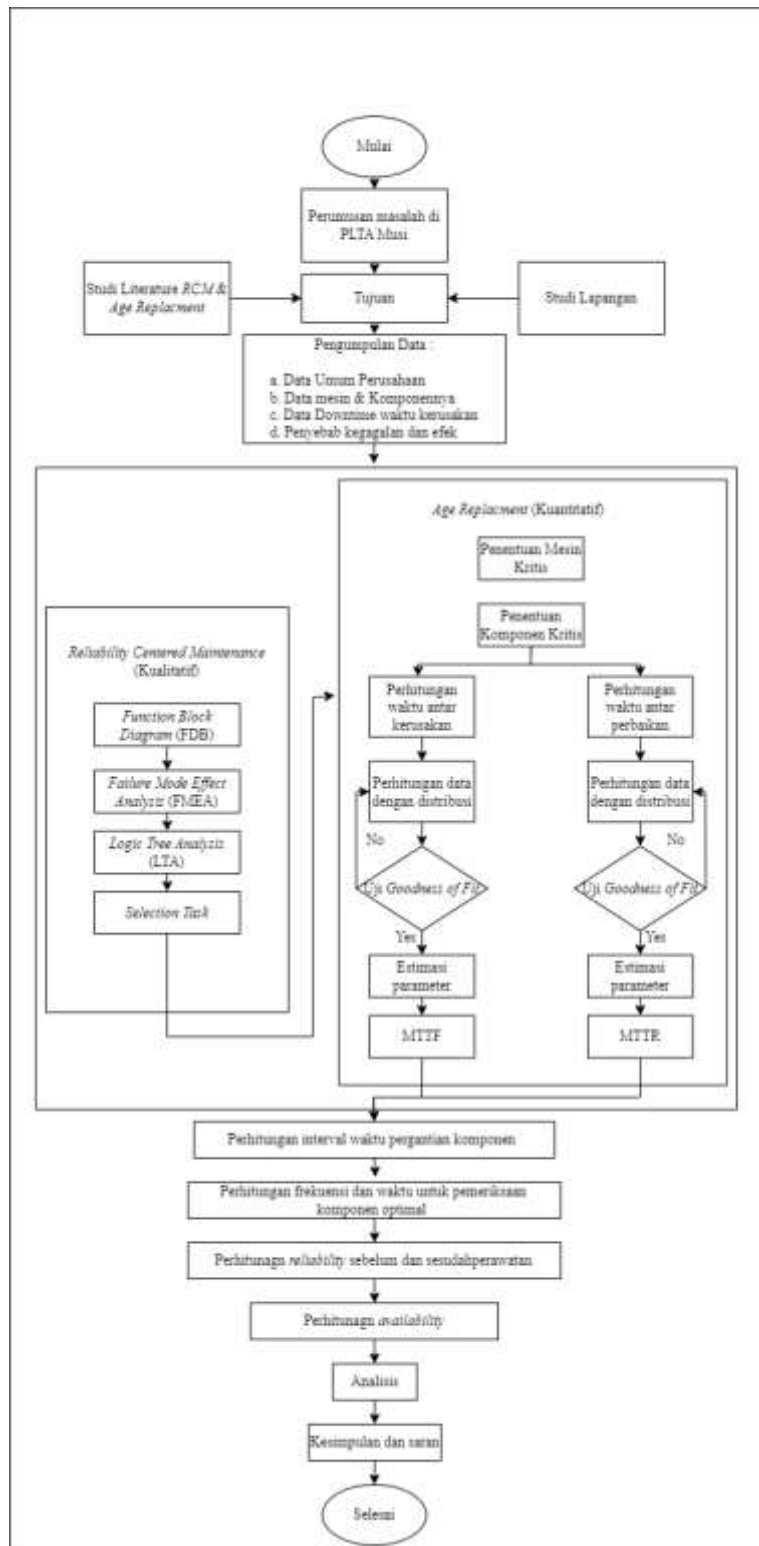 Mulai
Perumusan masalah di
PLTA Musi
Studi Literature RCM &
Age Replacment
Tujuan
Studi Lapangan
Pengumpulan Data :
a. Data Umum Perusahaan
b. Data mesin & Komponennya
c. Data Downtime waktu kerusakan
d. Penyebab kegagalan dan efek
Reliability Centered Maintenance
(Kualitatif)
Function Block
Diagram (FDB)
Failure Mode Effect
Analysis (FMEA)
Logic Tree Analysis
(LTA)
Selection Task
Age Replacment (Kuantitatif)
Penentuan Mesin
Kritis
Penentuan
Komponen Kritis
Perhitungan
waktu antar
kerusakan
Perhitungan data
dengan distribusi
No
Uji Goodness of Fit
Yes
Estimasi
parameter
MTTF
Perhitungan
waktu antar
perbaikan
Perhitungan data
dengan distribusi
No
Uji Goodness of Fit
Yes
Estimasi
parameter
MTTR
Perhitungan interval waktu pergantian komponen
Perhitungan frekuensi dan waktu untuk pemeriksaan
komponen optimal
Perhitunagn reliability sebelum dan sesudahperawatan
Perhitunagn availability
Analisis
Kesimpulan dan saran
Selesai